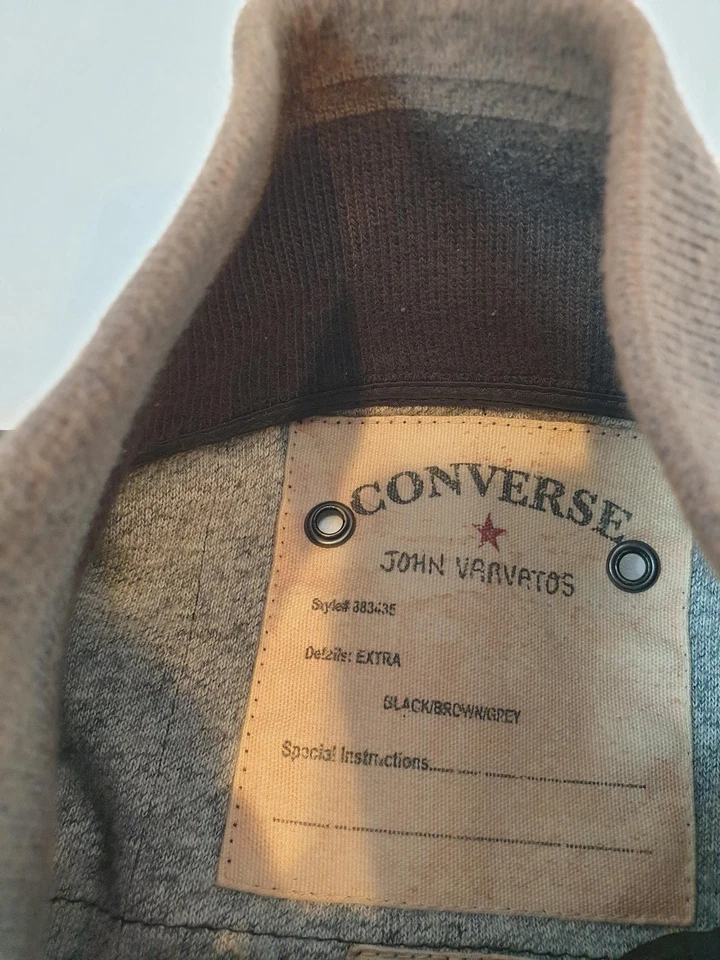 CONVERSE
JOHN VARVATOS
Style# 383435
Details: EXTRA
BLACK/BROWN/GREY
Special Instructions